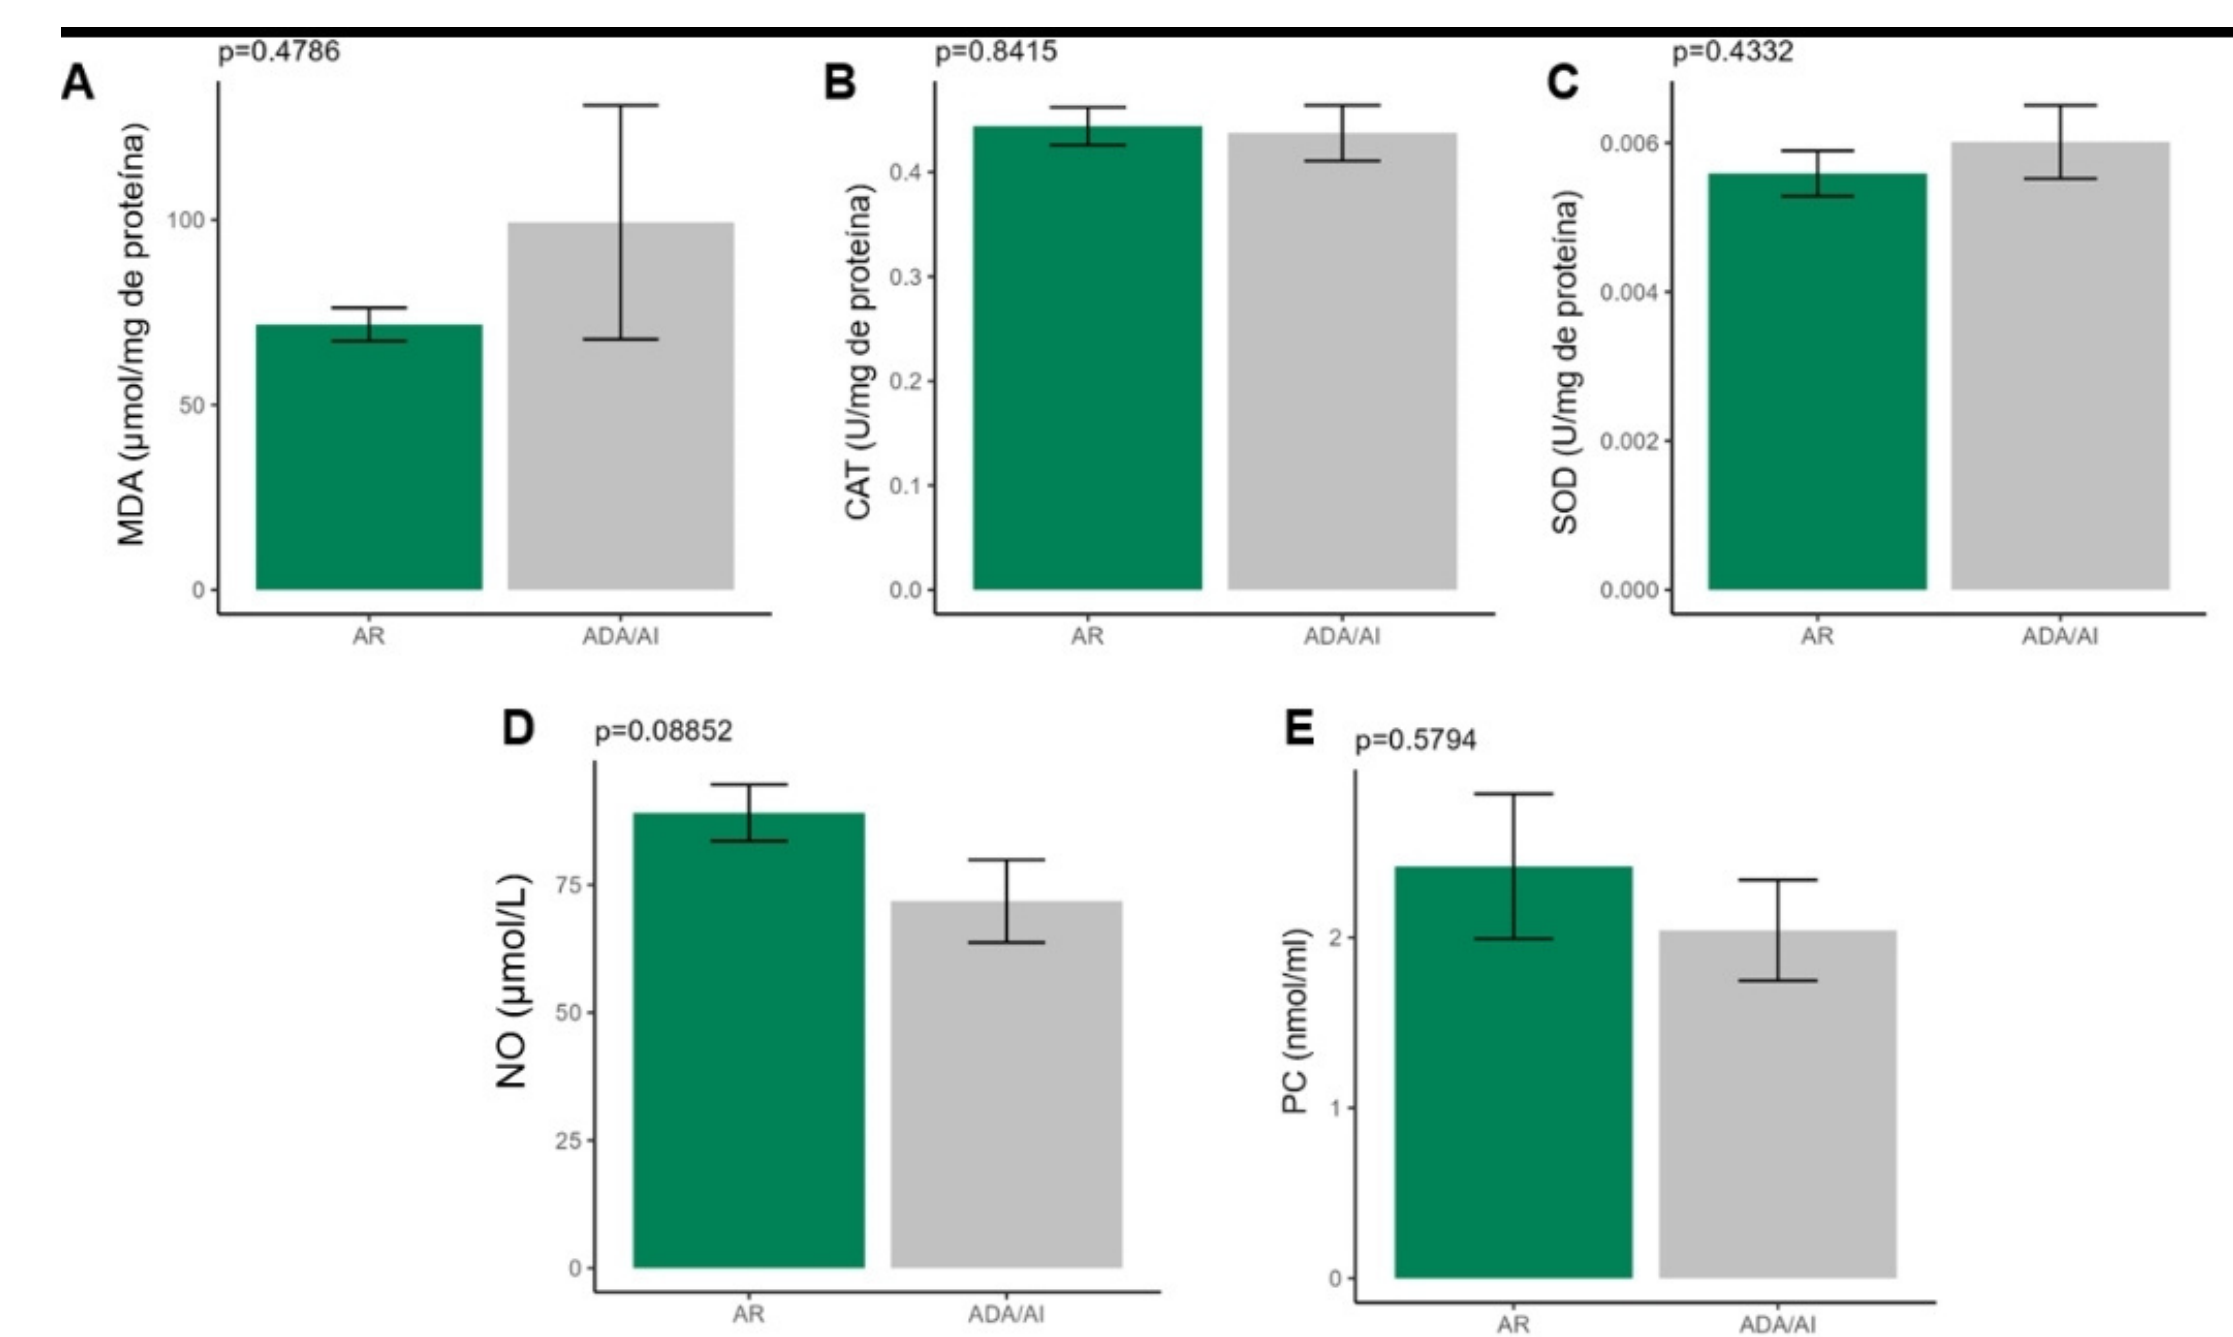 A
p=0.4786
MDA (µmol/mg de proteína)
100
50
0
AR
ADA/AI
B
p=0.8415
CAT (U/mg de proteína)
0.4
0.3
0.2
0.1
0.0
AR
ADA/AI
C
p=0.4332
SOD (U/mg de proteína)
0.006
0.004
0.002
0.000
AR
ADA/AI
D
p=0.08852
NO (µmol/L)
75
50
25
0
AR
ADA/AI
E
p=0.5794
PC (nmol/ml)
2
1
0
AR
ADA/AI